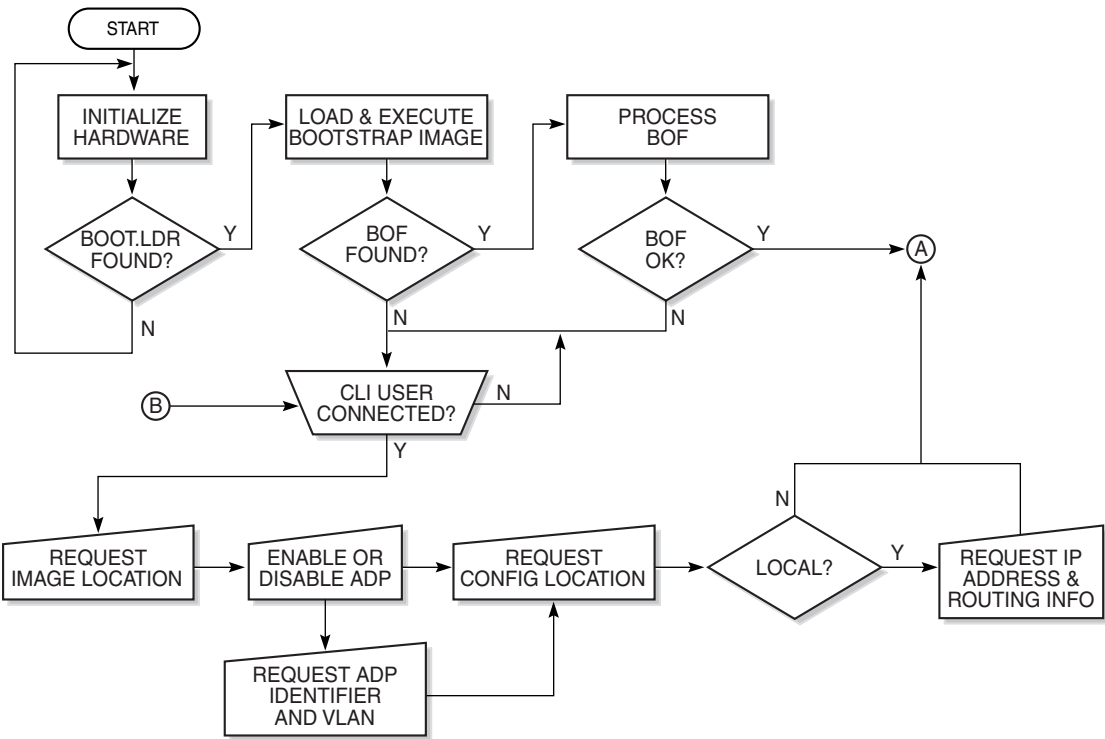 START
INITIALIZE
HARDWARE
LOAD & EXECUTE
BOOTSTRAP IMAGE
PROCESS
BOF
BOOT.LDR
FOUND?
Y
N
BOF
FOUND?
Y
N
BOF
OK?
Y
N
A
B
CLI USER
CONNECTED?
N
Y
REQUEST
IMAGE LOCATION
ENABLE OR
DISABLE ADP
REQUEST
CONFIG LOCATION
N
LOCAL?
Y
REQUEST IP
ADDRESS &
ROUTING INFO
REQUEST ADP
IDENTIFIER
AND VLAN